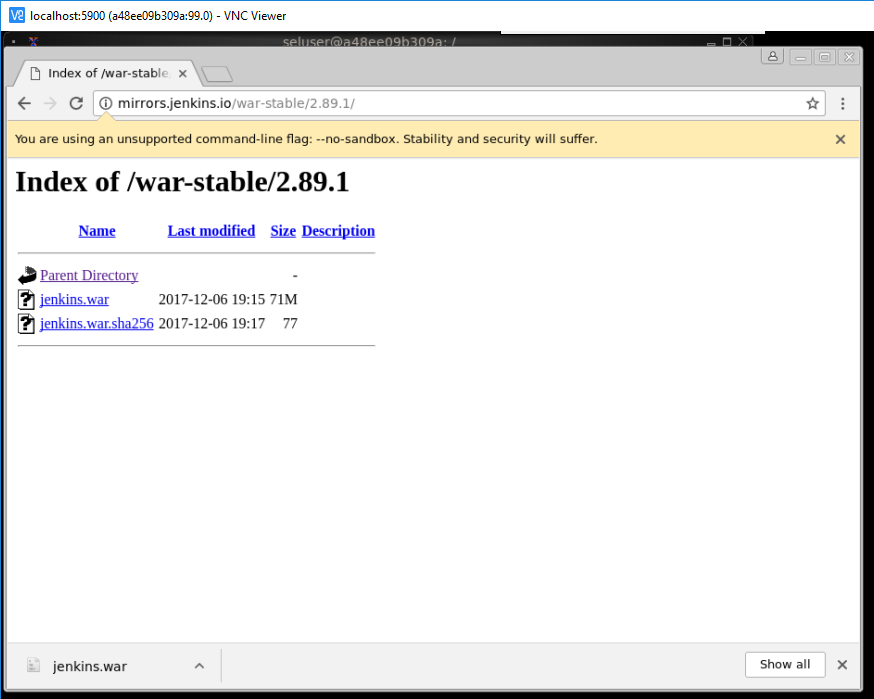 localhost:5900 (a48ee09b309a:99.0) - VNC Viewer
seluser@a48ee09b309a: /
Index of /war-stable
mirrors.jenkins.io/war-stable/2.89.1/
You are using an unsupported command-line flag: --no-sandbox. Stability and security will suffer.
Index of /war-stable/2.89.1
Name Last modified Size Description
Parent Directory -
jenkins.war 2017-12-06 19:15 71M
jenkins.war.sha256 2017-12-06 19:17 77
jenkins.war Show all